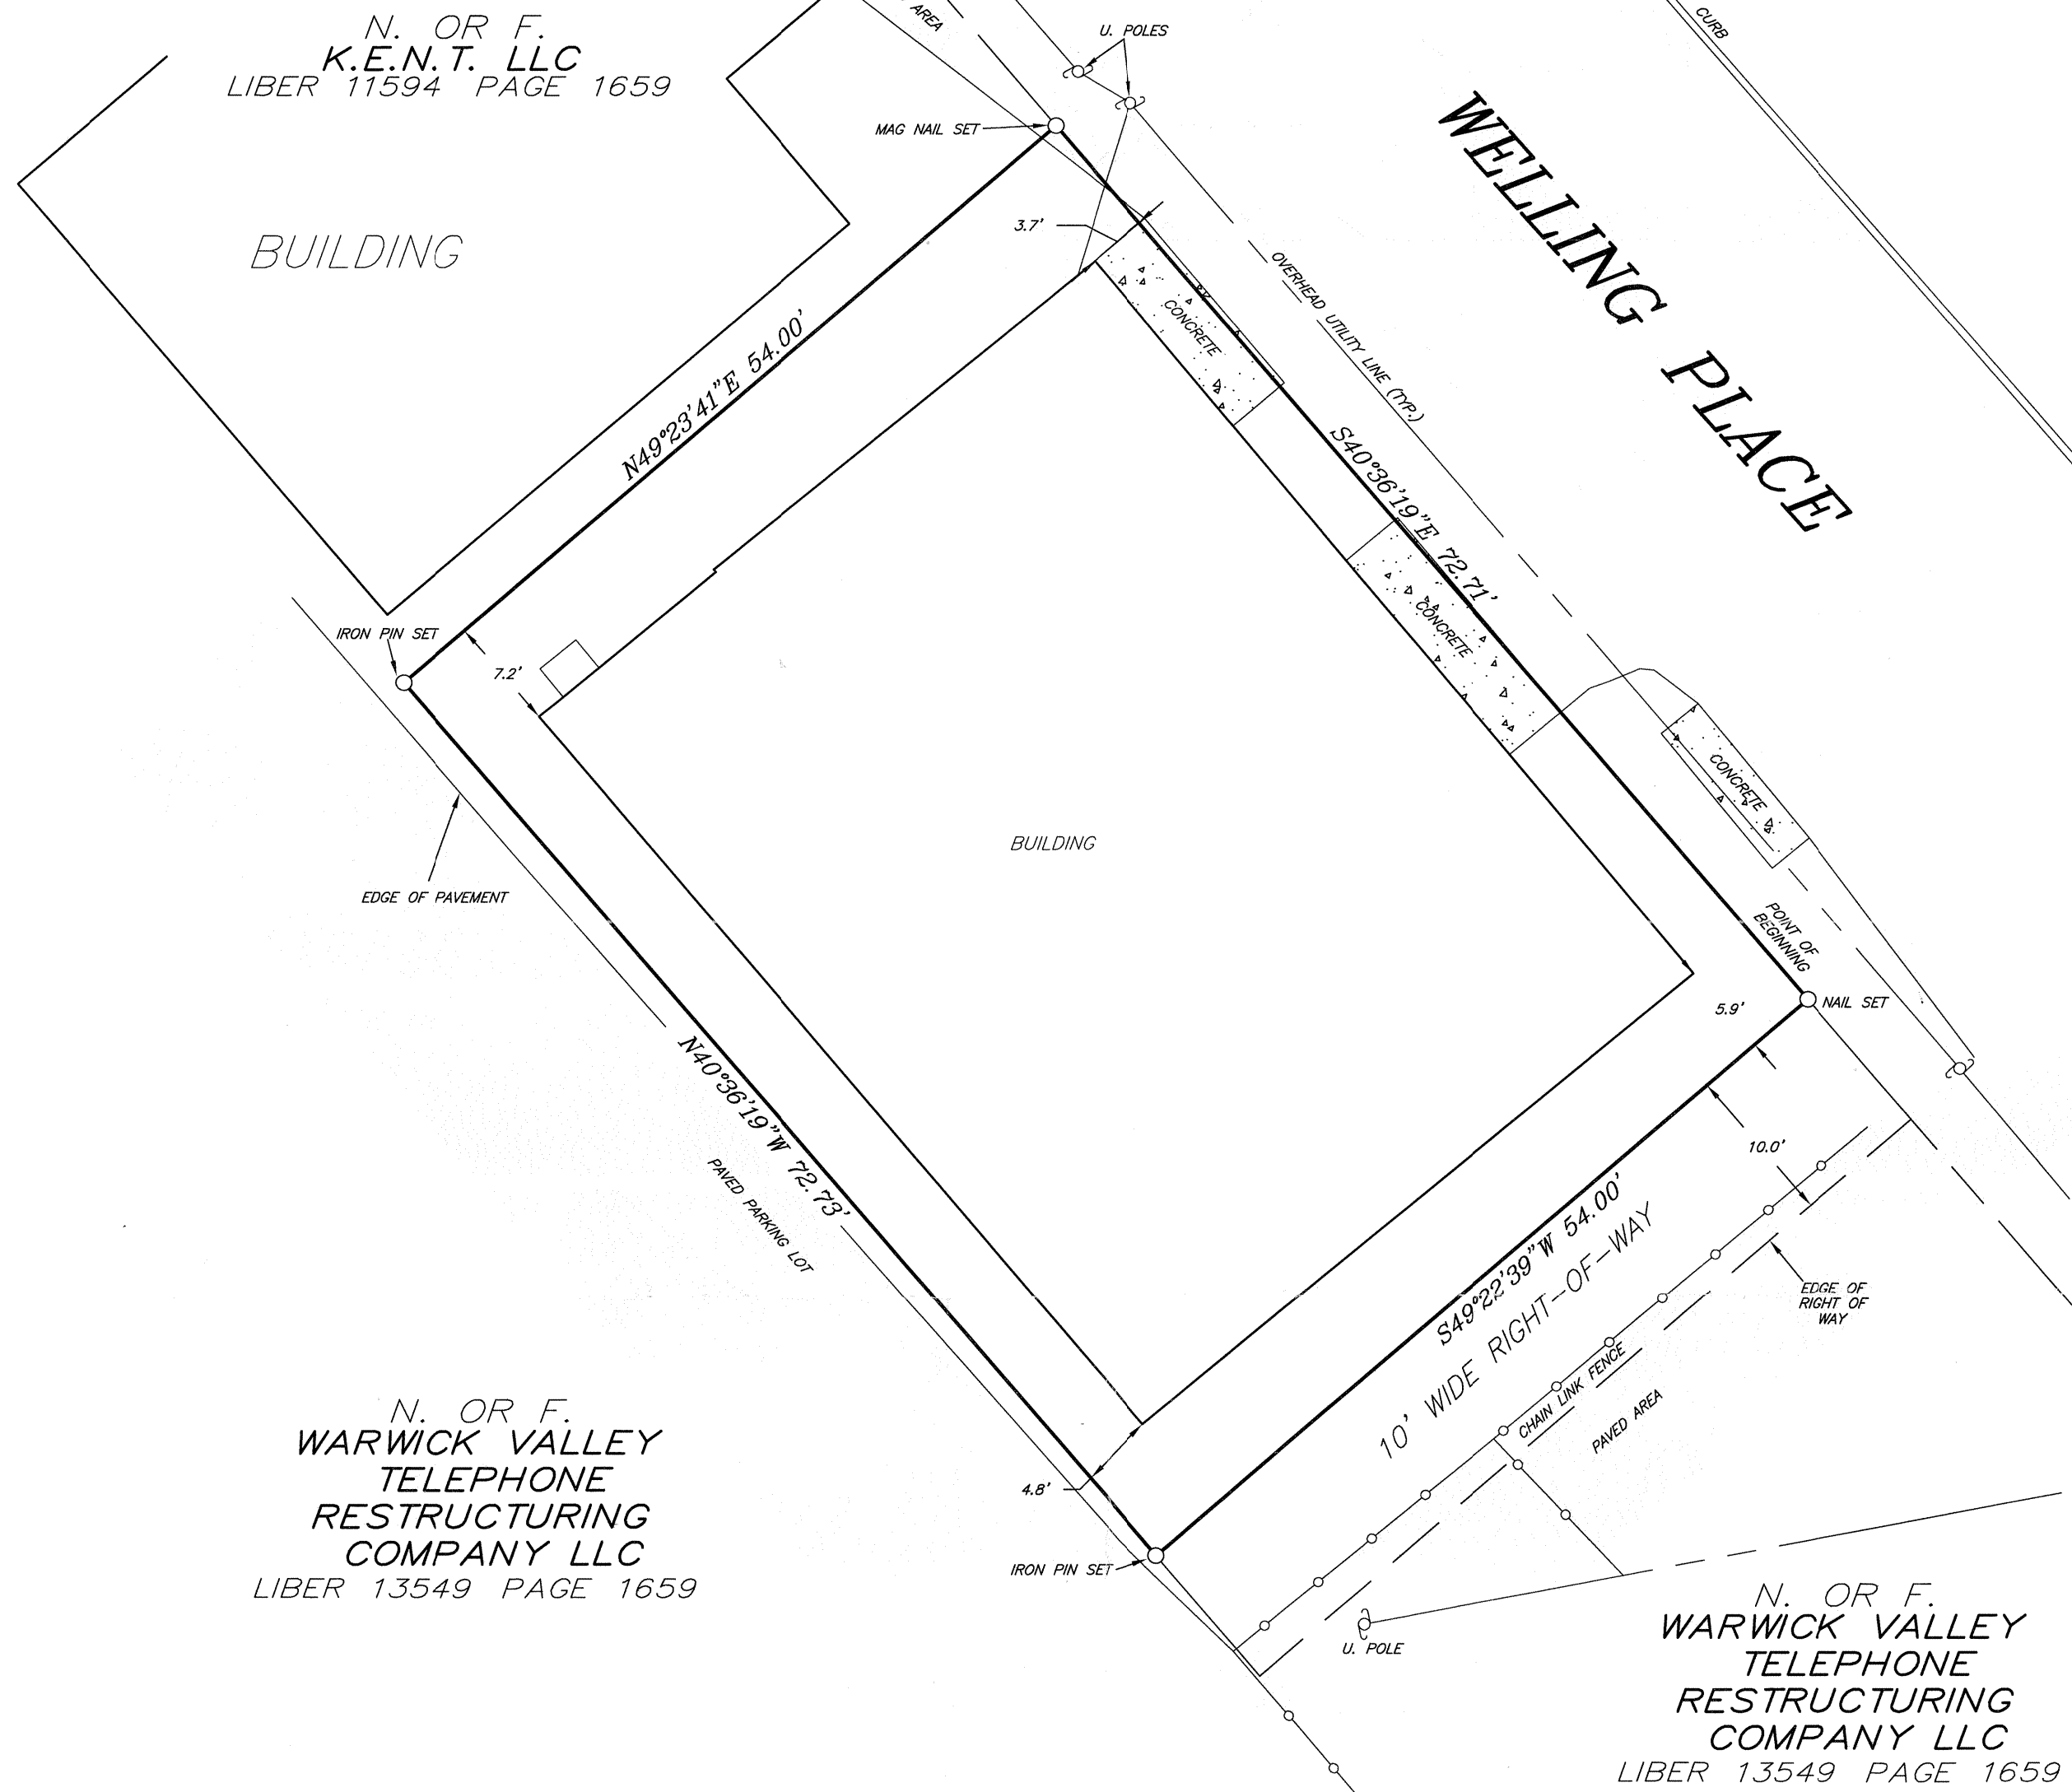 N. OR F.
K.E.N.T. LLC
LIBER 11594 PAGE 1659
AREA
U. POLES
CURB
MAG NAIL SET
WELLING PLACE
BUILDING
3.7'
OVERHEAD UTILITY LINE (TYP.)
CONCRETE
N49°23'41"E 54.00'
S40°36'19"E 72.71'
IRON PIN SET
7.2'
CONCRETE
CONCRETE
BUILDING
EDGE OF PAVEMENT
POINT OF
BEGINNING
NAIL SET
5.9'
N40°36'19"W 72.73'
PAVED PARKING LOT
10.0'
S49°22'39"W 54.00'
10' WIDE RIGHT-OF-WAY
EDGE OF
RIGHT OF
WAY
CHAIN LINK FENCE
PAVED AREA
N. OR F.
WARWICK VALLEY
TELEPHONE
RESTRUCTURING
COMPANY LLC
LIBER 13549 PAGE 1659
4.8'
IRON PIN SET
U. POLE
N. OR F.
WARWICK VALLEY
TELEPHONE
RESTRUCTURING
COMPANY LLC
LIBER 13549 PAGE 1659